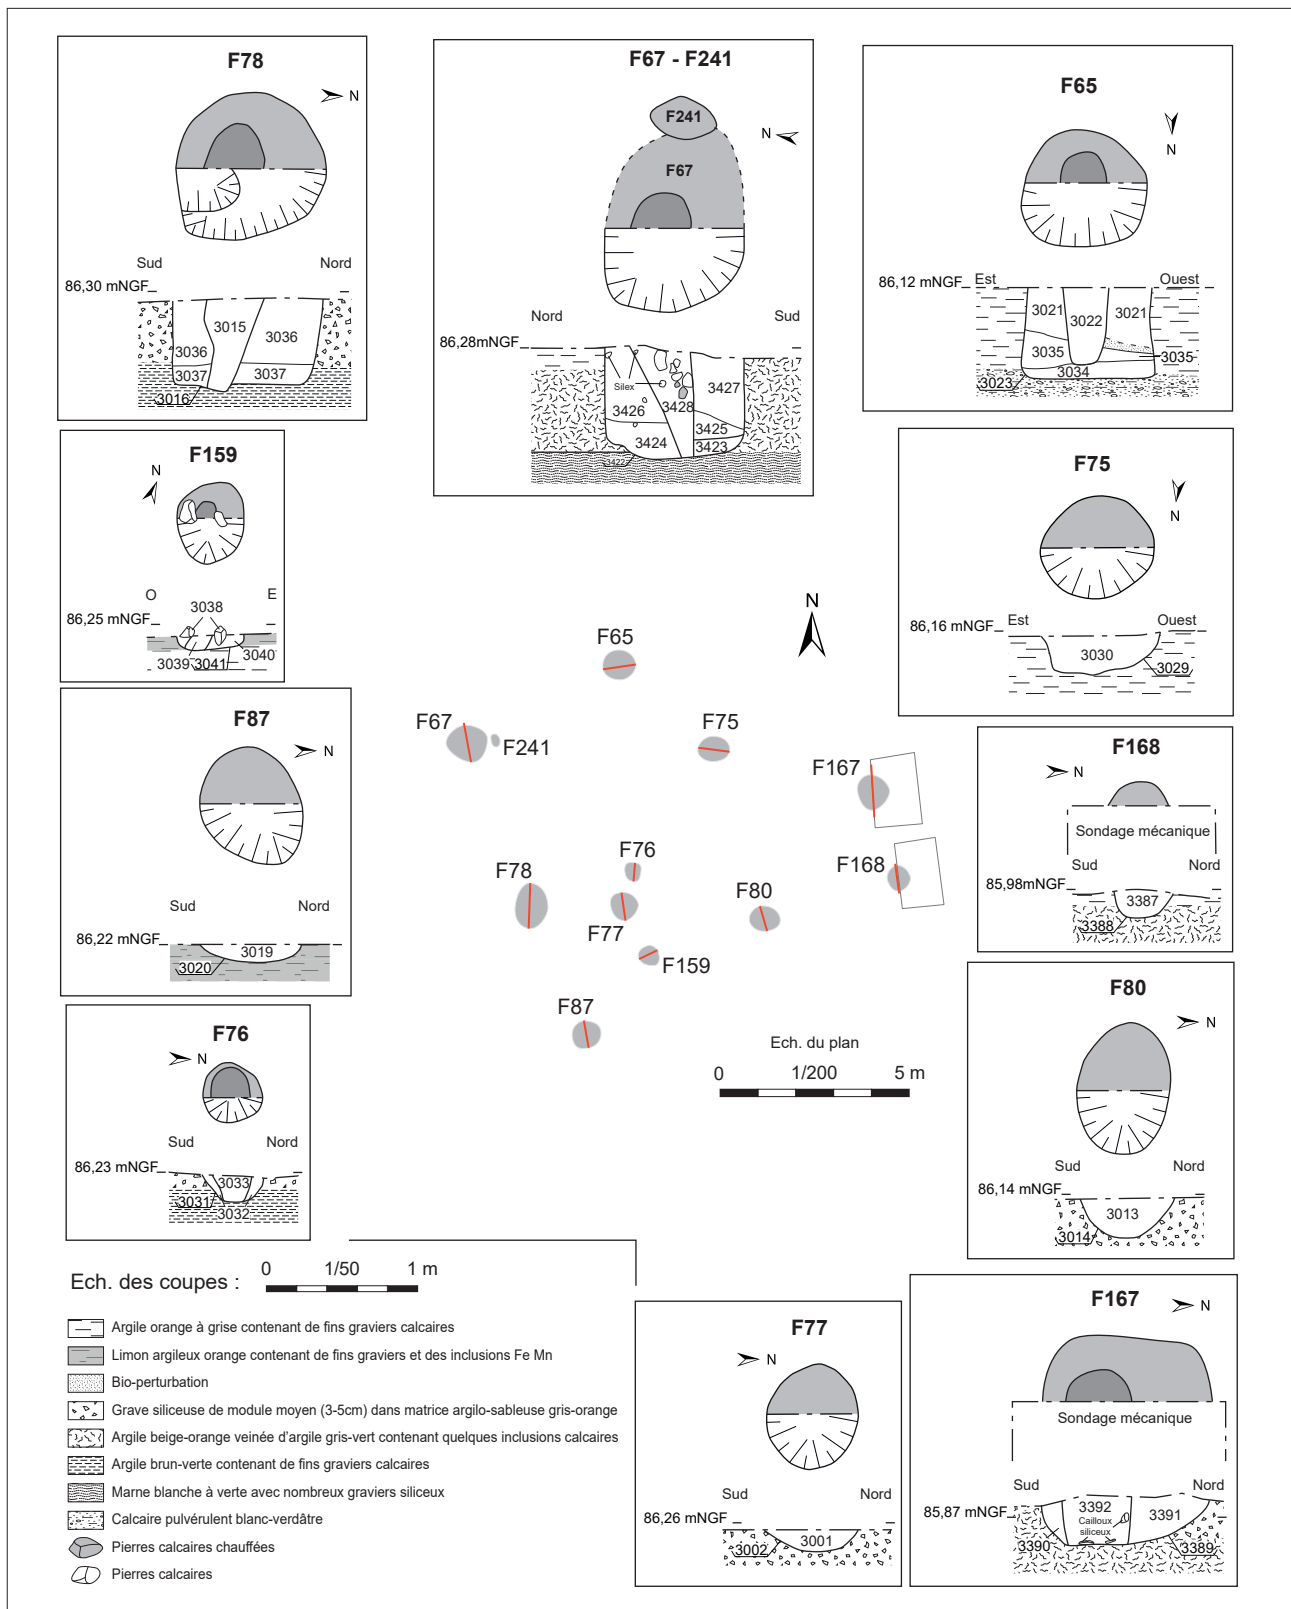 F78
N
Sud
Nord
86,30 mNGF
3015
3036
3036
3037
3037
3016
F67 - F241
F241
N
F67
Nord
Sud
86,28mNGF
Silex
3427
3426
3428
3425
3424
3423
3422
F65
N
86,12 mNGF
Est
Ouest
3021
3021
3022
3035
3035
3034
3023
F159
N
O
E
3038
86,25 mNGF
3039
3041
3040
F75
N
Est
Ouest
86,16 mNGF
3030
3029
F87
N
Sud
Nord
86,22 mNGF
3019
3020
F168
N
Sondage mécanique
Sud
Nord
85,98mNGF
3387
3388
N
F65
F67
F241
F75
F167
F76
F78
F168
F80
F77
F159
F87
Ech. du plan
0
1/200
5 m
F76
N
Sud
Nord
86,23 mNGF
3033
3031
3032
F80
N
Sud
Nord
86,14 mNGF
3013
3014
Ech. des coupes :
0
1/50
1 m
Argile orange à grise contenant de fins graviers calcaires
Limon argileux orange contenant de fins graviers et des inclusions Fe Mn
Bio-perturbation
Grave siliceuse de module moyen (3-5cm) dans matrice argilo-sableuse gris-orange
Argile beige-orange veinée d'argile gris-vert contenant quelques inclusions calcaires
Argile brun-verte contenant de fins graviers calcaires
Marne blanche à verte avec nombreux graviers siliceux
Calcaire pulvérulent blanc-verdâtre
Pierres calcaires chauffées
Pierres calcaires
F77
N
Sud
Nord
86,26 mNGF
3001
3002
F167
N
Sondage mécanique
Sud
Nord
85,87 mNGF
3392
Cailloux
siliceux
3391
3390
3389